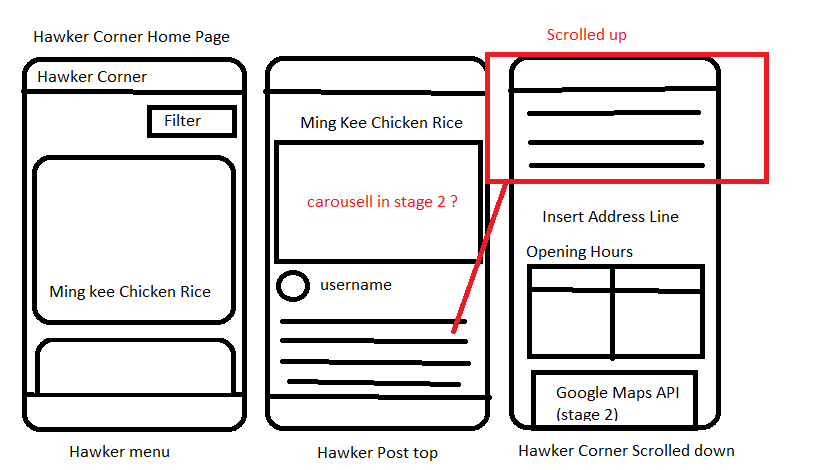 Hawker Corner Home Page
Scrolled up
Hawker Corner
Filter
Ming kee Chicken Rice
Hawker menu
Ming Kee Chicken Rice
carousell in stage 2 ?
username
Hawker Post top
Insert Address Line
Opening Hours
Google Maps API
(stage 2)
Hawker Corner Scrolled down